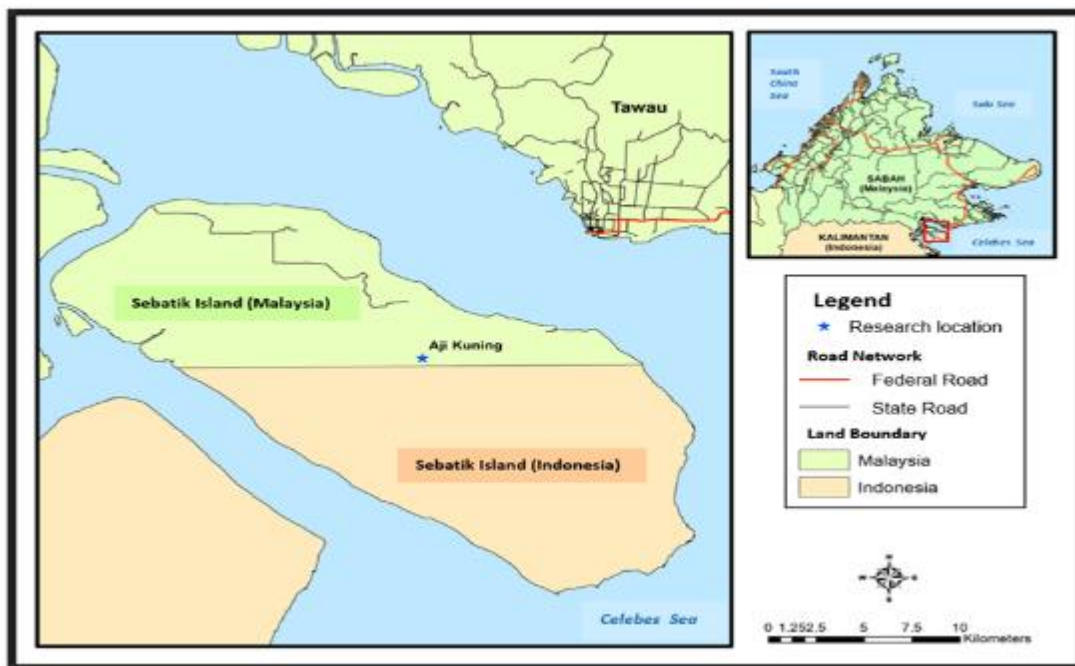 Tawau
Sebatik Island (Malaysia)
Aji Kuning
Sebatik Island (Indonesia)
Celebes Sea
South
China
Sea
Sulu Sea
SABAH
(Malaysia)
KALIMANTAN
(Indonesia)
Celebes Sea
Legend
Research location
Road Network
Federal Road
State Road
Land Boundary
Malaysia
Indonesia
N
W
E
S
0 1.252.5 5 7.5 10
Kilometers